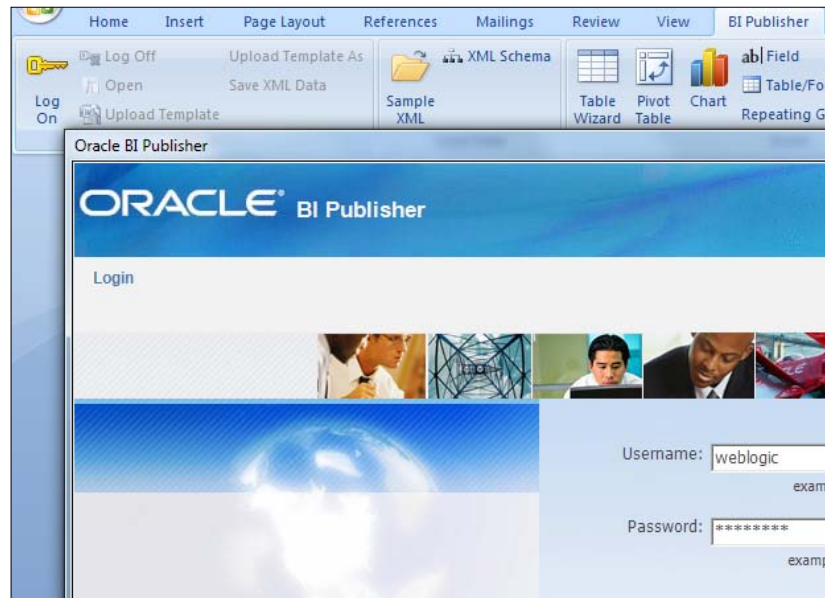 Home Insert Page Layout References Mailings Review View BI Publisher
Log Off Upload Template As XML Schema ab| Field
Open Save XML Data Table/Fo
Log On Upload Template Sample XML Table Wizard Pivot Table Chart Repeating G
Oracle BI Publisher
ORACLE BI Publisher
Login
Username: weblogic
exam
Password: ********
examp